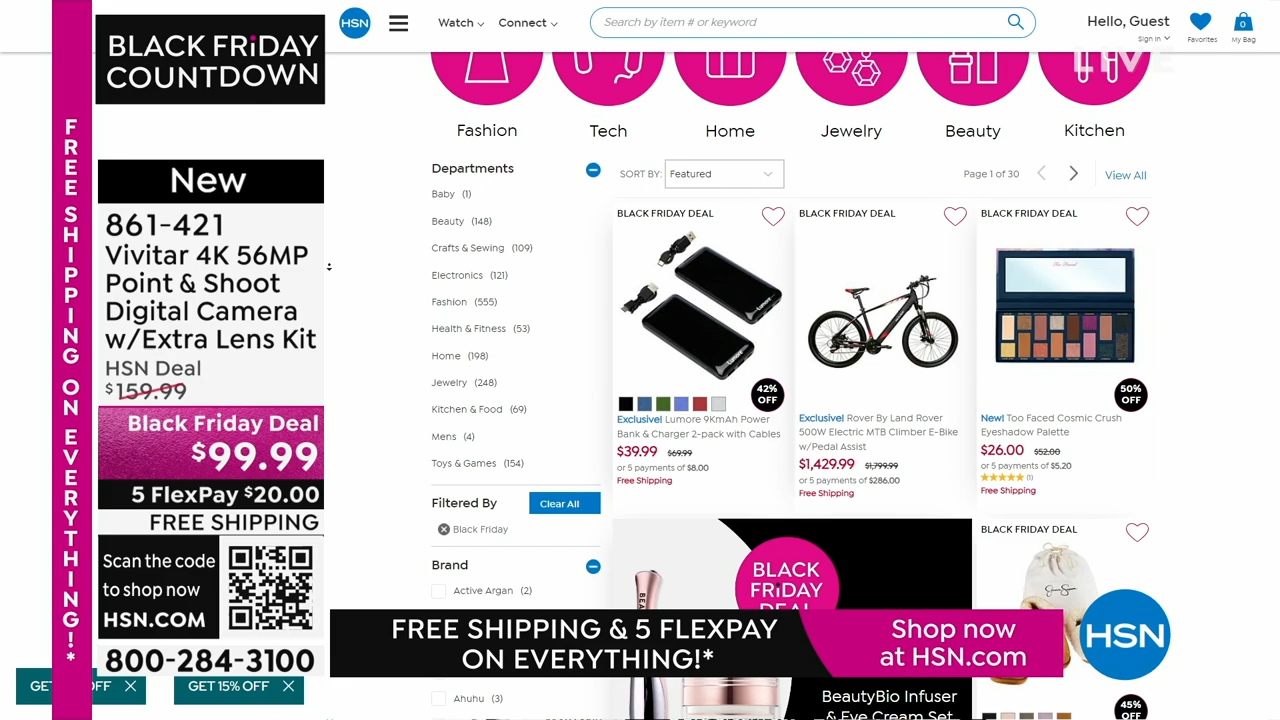 FREE SHIPPING ON EVERYTHING!*
BLACK FRiDAY
COUNTDOWN
New
861-421
Vivitar 4K 56MP
Point & Shoot
Digital Camera
w/Extra Lens Kit
HSN Deal
$159.99
Black Friday Deal
$99.99
5 FlexPay $20.00
FREE SHIPPING
Scan the code
to shop now
HSN.COM
800-284-3100
GET
OFF
GET 15% OFF
HSN
Watch
Connect
Search by item # or keyword
Hello, Guest
Sign in
Favorites
0
My Bag
LIVE
Fashion
Tech
Home
Jewelry
Beauty
Kitchen
Departments
Baby (1)
Beauty (148)
Crafts & Sewing (109)
Electronics (121)
Fashion (555)
Health & Fitness (53)
Home (198)
Jewelry (248)
Kitchen & Food (69)
Mens (4)
Toys & Games (154)
Filtered By
Clear All
Black Friday
Brand
Active Argan (2)
Ahuhu (3)
SORT BY:
Featured
Page 1 of 30
View All
BLACK FRIDAY DEAL
42%
OFF
Exclusive! Lumore 9KmAh Power
Bank & Charger 2-pack with Cables
$39.99 $69.99
or 5 payments of $8.00
Free Shipping
BLACK FRIDAY DEAL
Exclusive! Rover By Land Rover
500W Electric MTB Climber E-Bike
w/Pedal Assist
$1,429.99 $1,799.99
or 5 payments of $286.00
Free Shipping
BLACK FRIDAY DEAL
50%
OFF
New! Too Faced Cosmic Crush
Eyeshadow Palette
$26.00 $52.00
or 5 payments of $5.20
(1)
Free Shipping
BLACK
FRiDAY
DEAL
BeautyBio Infuser
& Eye Cream Set
BLACK FRIDAY DEAL
45%
OFF
FREE SHIPPING & 5 FLEXPAY
ON EVERYTHING!*
Shop now
at HSN.com
HSN